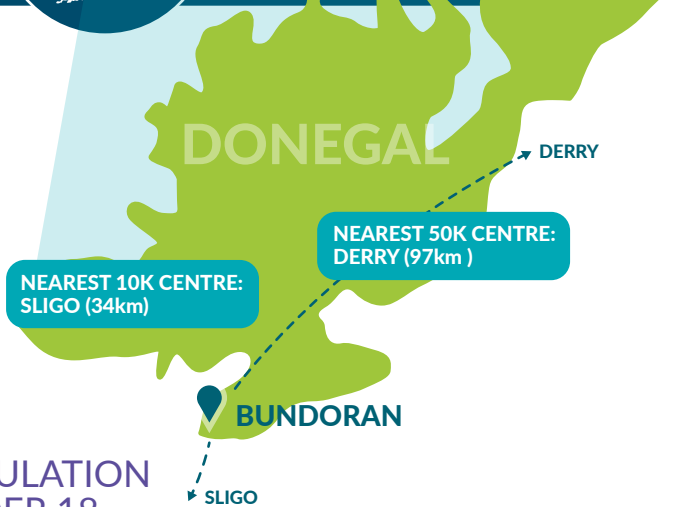 DONEGAL
DERRY
NEAREST 50K CENTRE:
DERRY (97km )
NEAREST 10K CENTRE:
SLIGO (34km)
BUNDORAN
SLIGO
ULATION